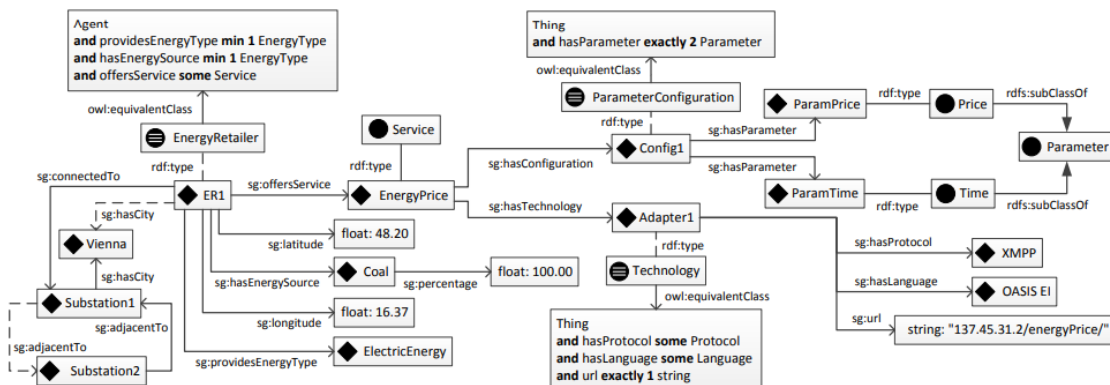 Agent
and providesEnergyType min 1 EnergyType
and hasEnergySource min 1 EnergyType
and offersService some Service
owl:equivalentClass
EnergyRetailer
rdf:type
sg:connectedTo
ER1
sg:offersService
sg:hasCity
Vienna
sg:hasCity
Substation1
sg:adjacentTo
sg:adjacentTo
Substation2
Service
rdf:type
EnergyPrice
sg:latitude
float: 48.20
sg:hasEnergySource
Coal
sg:percentage
float: 100.00
sg:longitude
float: 16.37
sg:providesEnergyType
ElectricEnergy
Thing
and hasParameter exactly 2 Parameter
owl:equivalentClass
ParameterConfiguration
rdf:type
sg:hasConfiguration
Config1
sg:hasParameter
ParamPrice
rdf:type
Price
rdfs:subClassOf
Parameter
sg:hasParameter
ParamTime
rdf:type
Time
rdfs:subClassOf
sg:hasTechnology
Adapter1
rdf:type
Technology
owl:equivalentClass
Thing
and hasProtocol some Protocol
and hasLanguage some Language
and url exactly 1 string
sg:hasProtocol
XMPP
sg:hasLanguage
OASIS EI
sg:url
string: "137.45.31.2/energyPrice/"